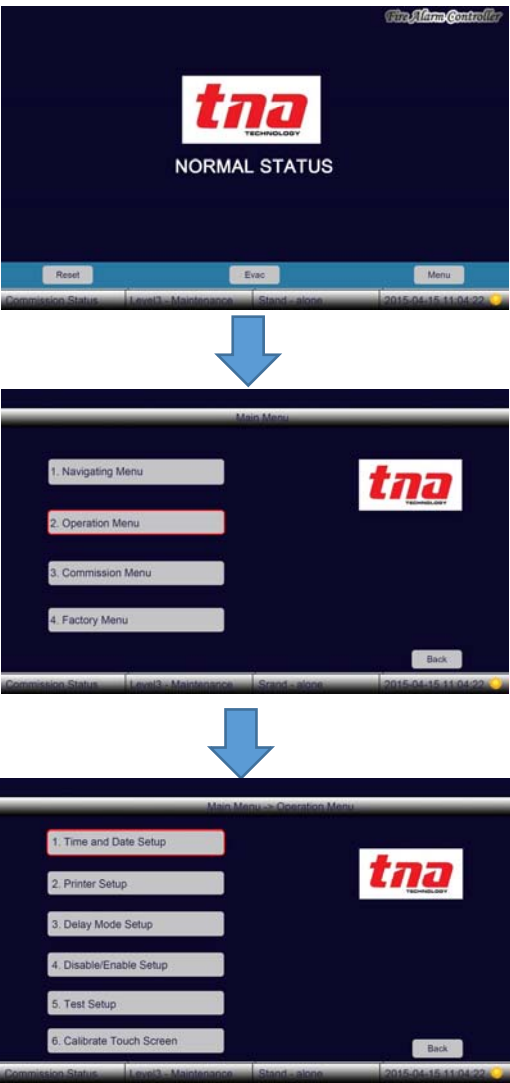 Fire Alarm Controller
tna
TECHNOLOGY
NORMAL STATUS
Reset Evac Menu
Commission Status Level3 - Maintenance Stand - alone 2015-04-15 11:04:22
Main Menu
1. Navigating Menu
tna
TECHNOLOGY
2. Operation Menu
3. Commission Menu
4. Factory Menu
Back
Commission Status Level3 - Maintenance Srand - alone 2015-04-15 11:04:22
Main Menu -> Operation Menu
1. Time and Date Setup
tna
TECHNOLOGY
2. Printer Setup
3. Delay Mode Setup
4. Disable/Enable Setup
5. Test Setup
6. Calibrate Touch Screen
Back
Commission Status Level3 - Maintenance Stand - alone 2015-04-15 11:04:22